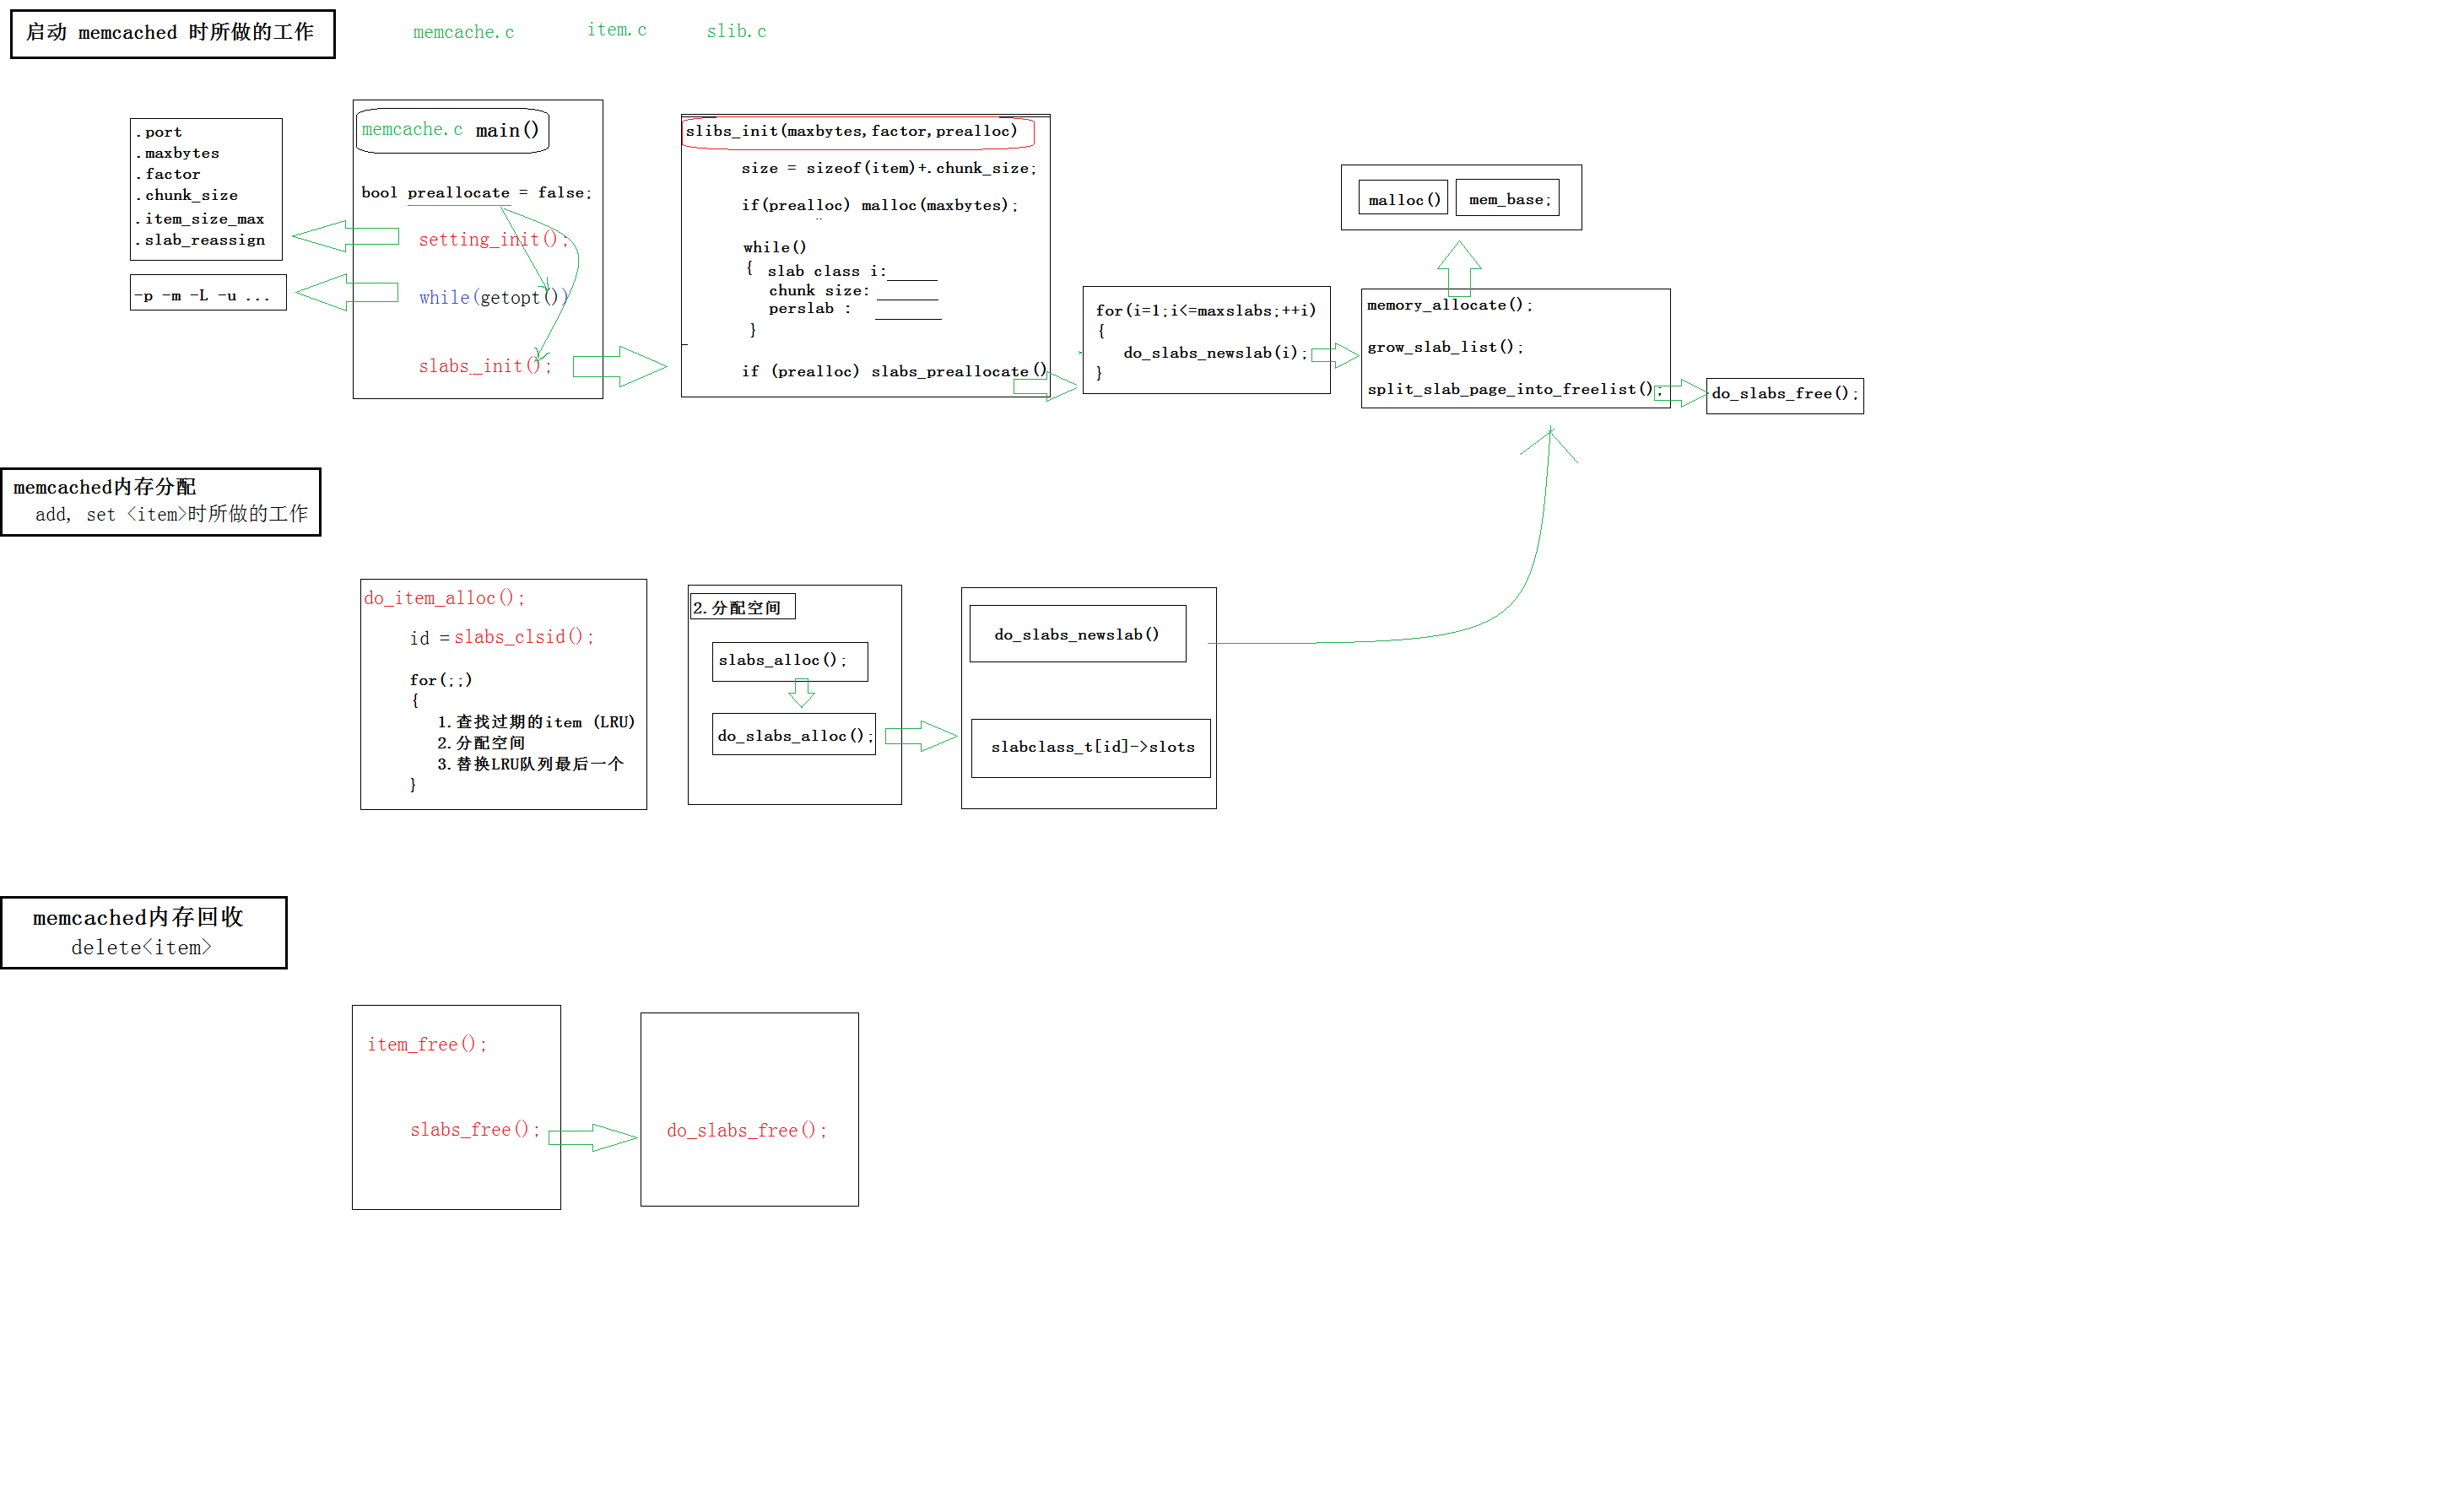 启动 memcached 时所做的工作
memcache.c
item.c
slib.c
.port
.maxbytes
.factor
.chunk_size
.item_size_max
.slab_reassign
-p -m -L -u ...
memcache.c main()
bool preallocate = false;
setting_init();
while(getopt())
slabs_init();
slibs_init(maxbytes,factor,prealloc)
size = sizeof(item)+.chunk_size;
if(prealloc) malloc(maxbytes);
while()
{ slab class i:
chunk size:
perslab :
}
if (prealloc) slabs_preallocate()
for(i=1;i<=maxslabs;++i)
{
do_slabs_newslab(i);
}
malloc()
mem_base;
memory_allocate();
grow_slab_list();
split_slab_page_into_freelist();
do_slabs_free();
memcached内存分配
add, set <item>时所做的工作
do_item_alloc();
id = slabs_clsid();
for(;;)
{
1.查找过期的item (LRU)
2.分配空间
3.替换LRU队列最后一个
}
2.分配空间
slabs_alloc();
do_slabs_alloc();
do_slabs_newslab()
slabclass_t[id]->slots
memcached内存回收
delete<item>
item_free();
slabs_free();
do_slabs_free();